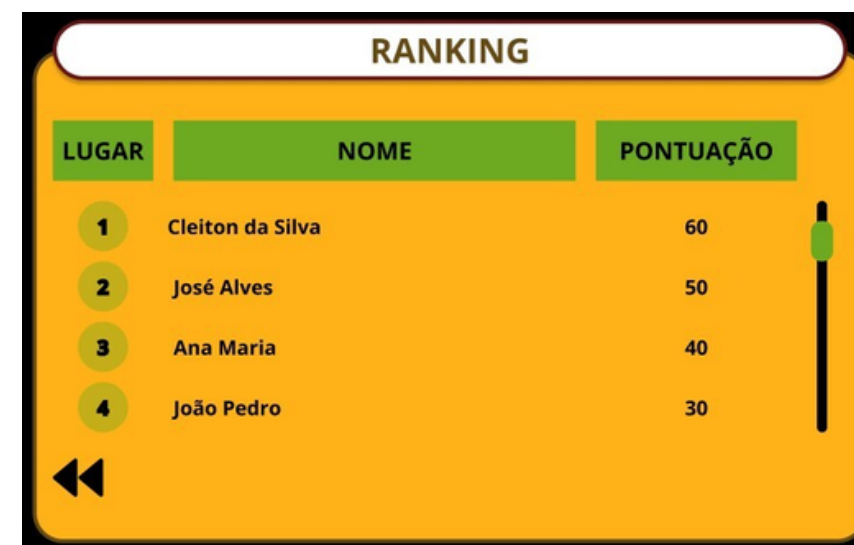 RANKING
LUGAR NOME PONTUAÇÃO
1 Cleiton da Silva 60
2 José Alves 50
3 Ana Maria 40
4 João Pedro 30